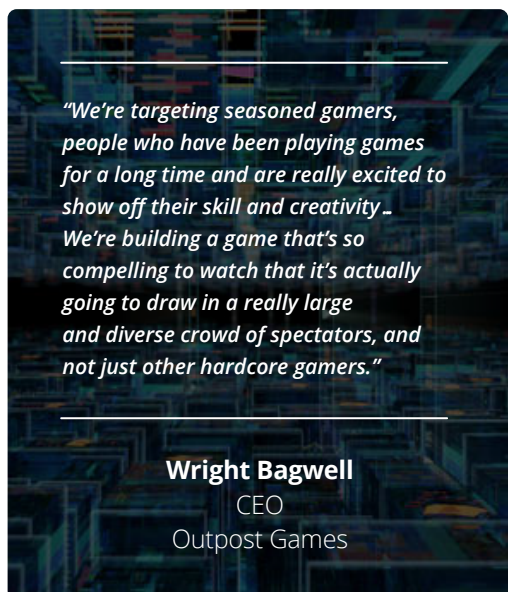 “We’re targeting seasoned gamers,
people who have been playing games
for a long time and are really excited to
show off their skill and creativity...
We’re building a game that’s so
compelling to watch that it’s actually
going to draw in a really large
and diverse crowd of spectators, and
not just other hardcore gamers.”
Wright Bagwell
CEO
Outpost Games